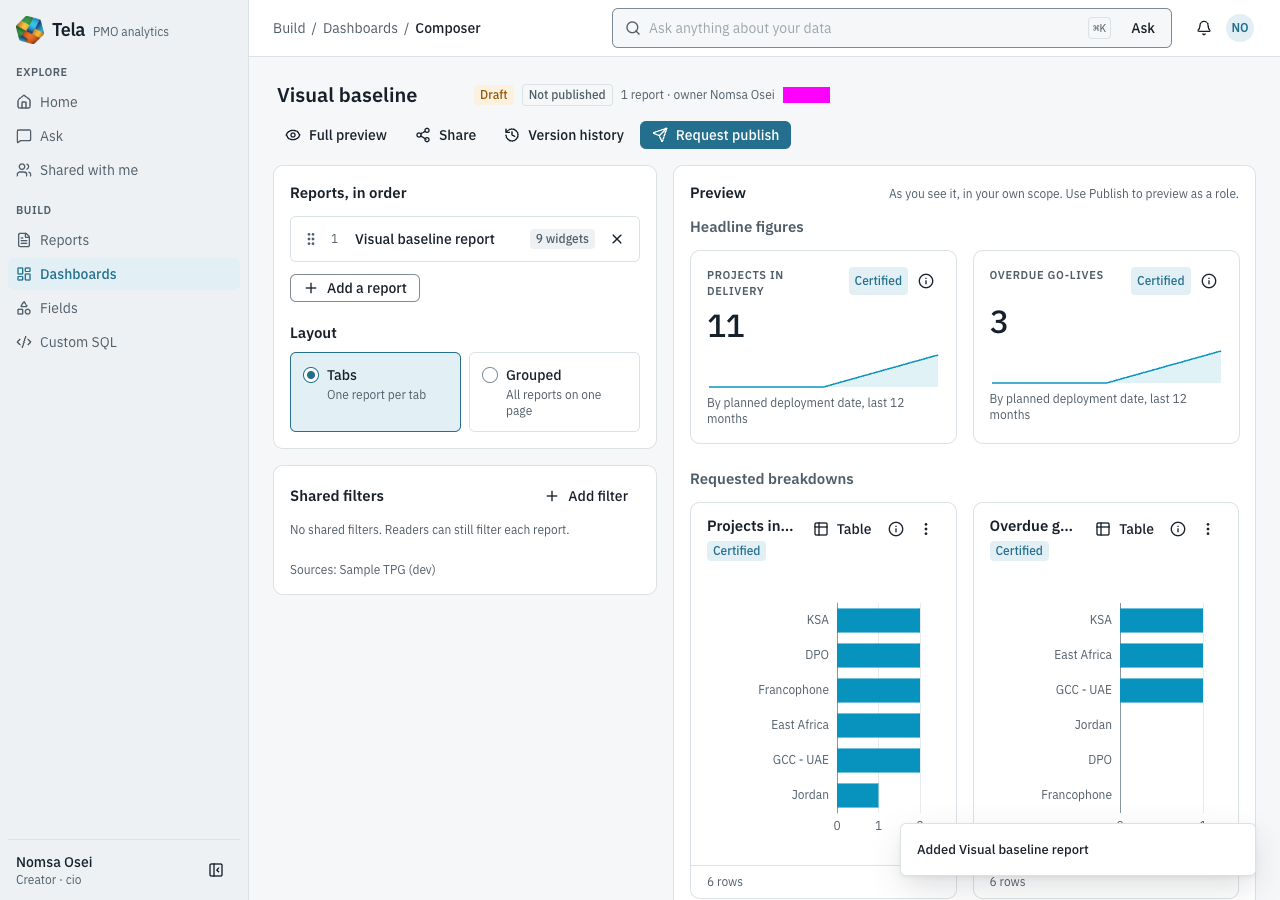 Tela PMO analytics
EXPLORE
Home
Ask
Shared with me
BUILD
Reports
Dashboards
Fields
Custom SQL
Nomsa Osei
Creator · cio
Build / Dashboards / Composer
Ask anything about your data
⌘K
Ask
NO
Visual baseline
Draft
Not published
1 report · owner Nomsa Osei
Full preview
Share
Version history
Request publish
Reports, in order
1 Visual baseline report 9 widgets
Add a report
Layout
Tabs
One report per tab
Grouped
All reports on one
page
Shared filters
Add filter
No shared filters. Readers can still filter each report.
Sources: Sample TPG (dev)
Preview
As you see it, in your own scope. Use Publish to preview as a role.
Headline figures
PROJECTS IN
DELIVERY
Certified
11
By planned deployment date, last 12
months
OVERDUE GO-LIVES
Certified
3
By planned deployment date, last 12
months
Requested breakdowns
Projects in...
Table
Certified
KSA
DPO
Francophone
East Africa
GCC - UAE
Jordan
0 1
6 rows
Overdue g...
Table
Certified
KSA
East Africa
GCC - UAE
Jordan
DPO
Francophone
6 rows
Added Visual baseline report